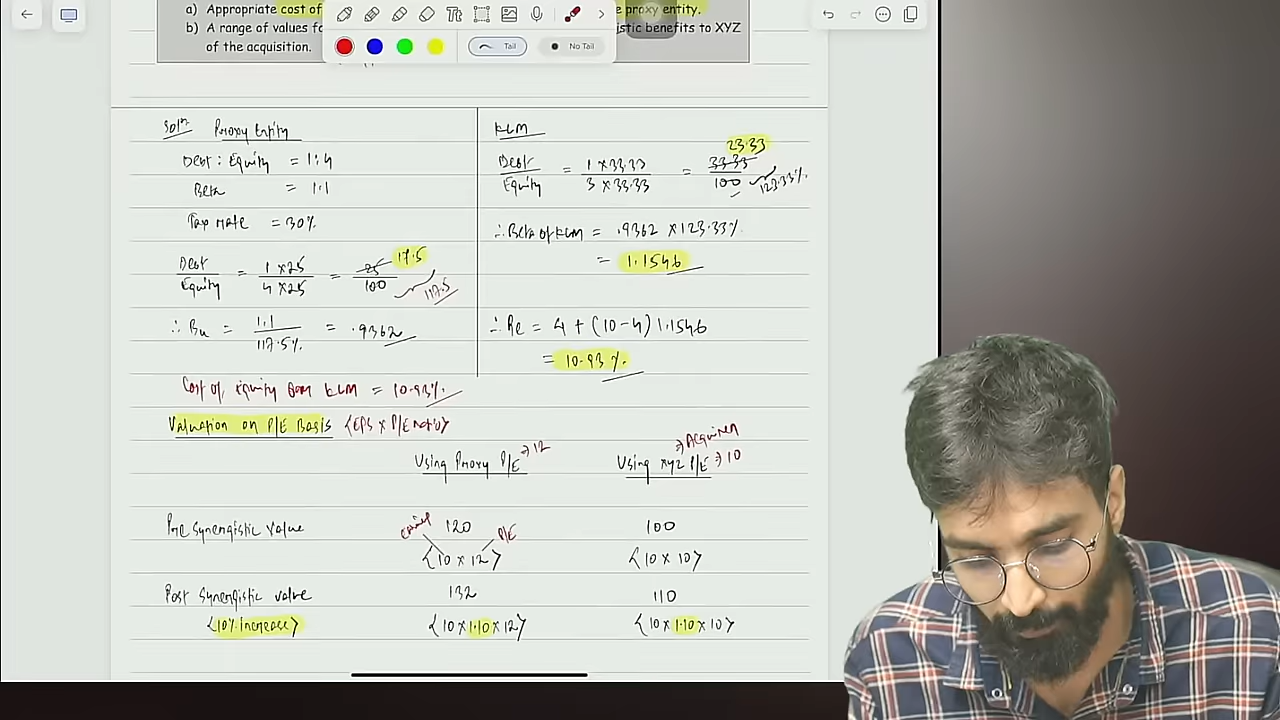 a) Appropriate cost of
proxy entity.
b) A range of values fo
istic benefits to XYZ
of the acquisition.
Tail
No Tail
Soln Proxy Entity
Debt : Equity = 1:4
Beta = 1.1
Tax rate = 30%.
Debt/Equity = 1 x 25/4 x 25 = 25/100 17.5
117.5
∴ Bu = 1.1/117.5% = .9362
KLM
Debt/Equity = 1 x 33.33/3 x 33.33 = 33.33/100 23.33
123.33%.
∴ Beta of KLM = .9362 x 123.33%.
= 1.1546
∴ Re = 4 + (10-4) 1.1546
= 10.93%.
Cost of equity for KLM = 10.93%.
Valuation on P/E Basis {EPS x P/E Ratio}
Using Proxy P/E → 12
→ Acquirer
Using XYZ P/E → 10
Pre Synergistic value 120 100
P/E
{10 x 12} {10 x 10}
Post Synergistic value 132 110
{10% increase} {10 x 1.10 x 12} {10 x 1.10 x 10}